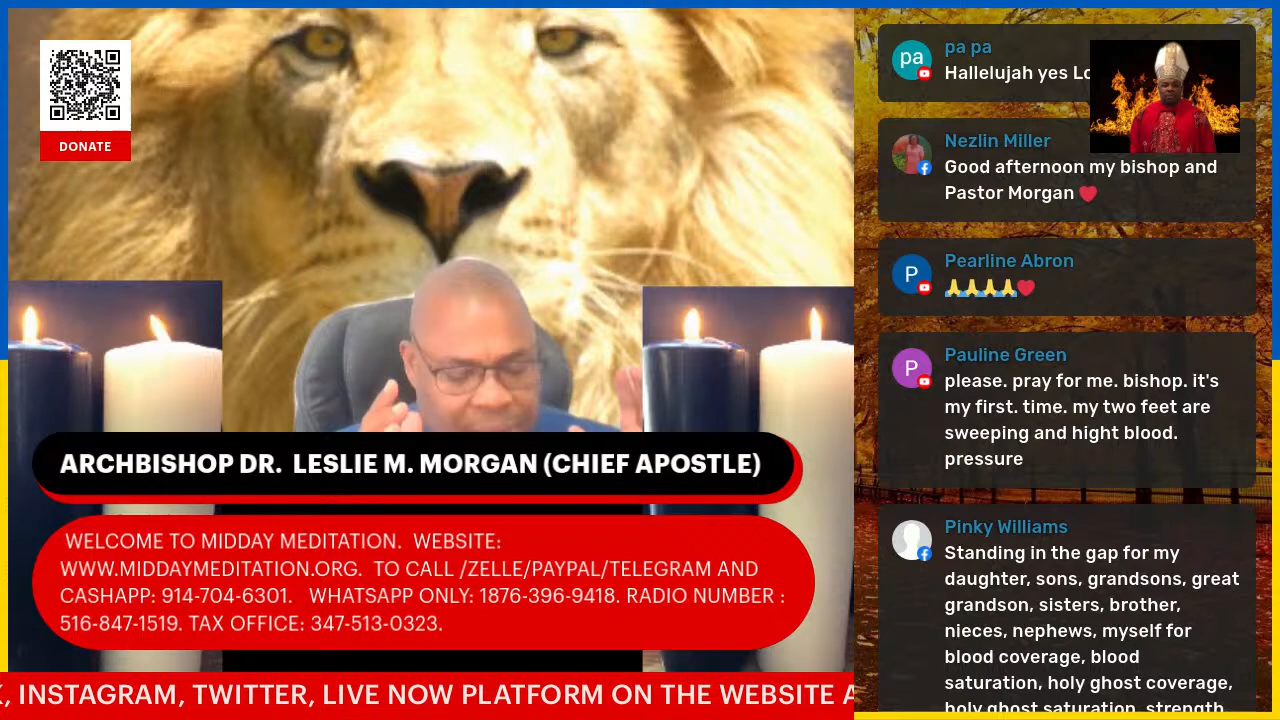 DONATE
ARCHBISHOP DR. LESLIE M. MORGAN (CHIEF APOSTLE)
WELCOME TO MIDDAY MEDITATION. WEBSITE:
WWW.MIDDAYMEDITATION.ORG. TO CALL /ZELLE/PAYPAL/TELEGRAM AND
CASHAPP: 914-704-6301. WHATSAPP ONLY: 1876-396-9418. RADIO NUMBER :
516-847-1519. TAX OFFICE: 347-513-0323.
, INSTAGRAM, TWITTER, LIVE NOW PLATFORM ON THE WEBSITE
pa
pa pa
Hallelujah yes
Nezlin Miller
Good afternoon my bishop and
Pastor Morgan ❤️
P
Pearline Abron
🙏🙏🙏🙏❤️
P
Pauline Green
please. pray for me. bishop. it's
my first. time. my two feet are
sweeping and hight blood.
pressure
Pinky Williams
Standing in the gap for my
daughter, sons, grandsons, great
grandson, sisters, brother,
nieces, nephews, myself for
blood coverage, blood
saturation, holy ghost coverage,
holy ghost saturation, strength